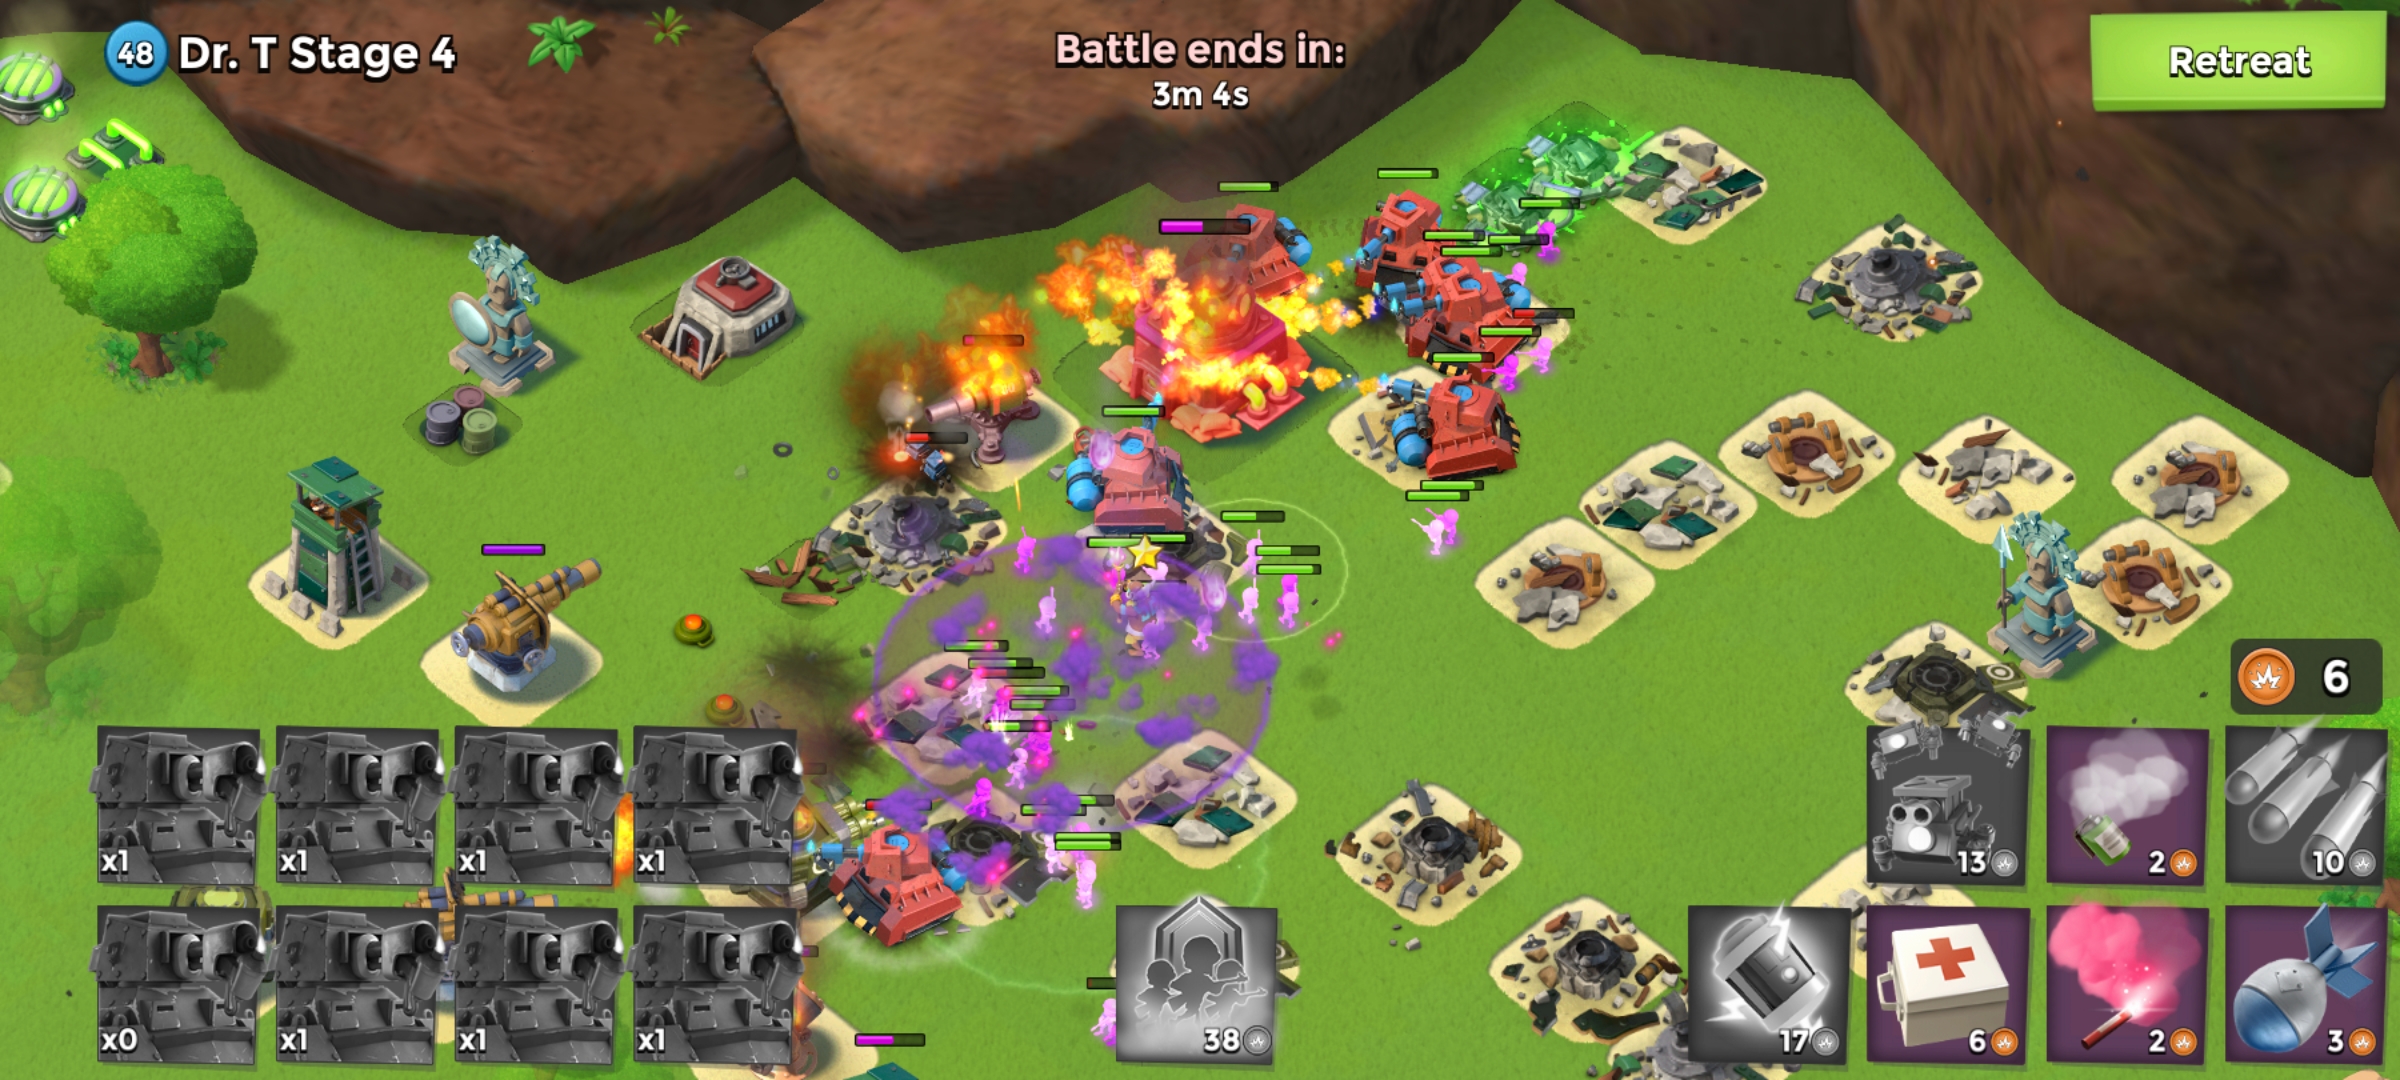 48 Dr. T Stage 4
Battle ends in:
3m 4s
Retreat
6
x1 x1 x1 x1
13 2 10
x0 x1 x1 x1
38 17 6 2 3